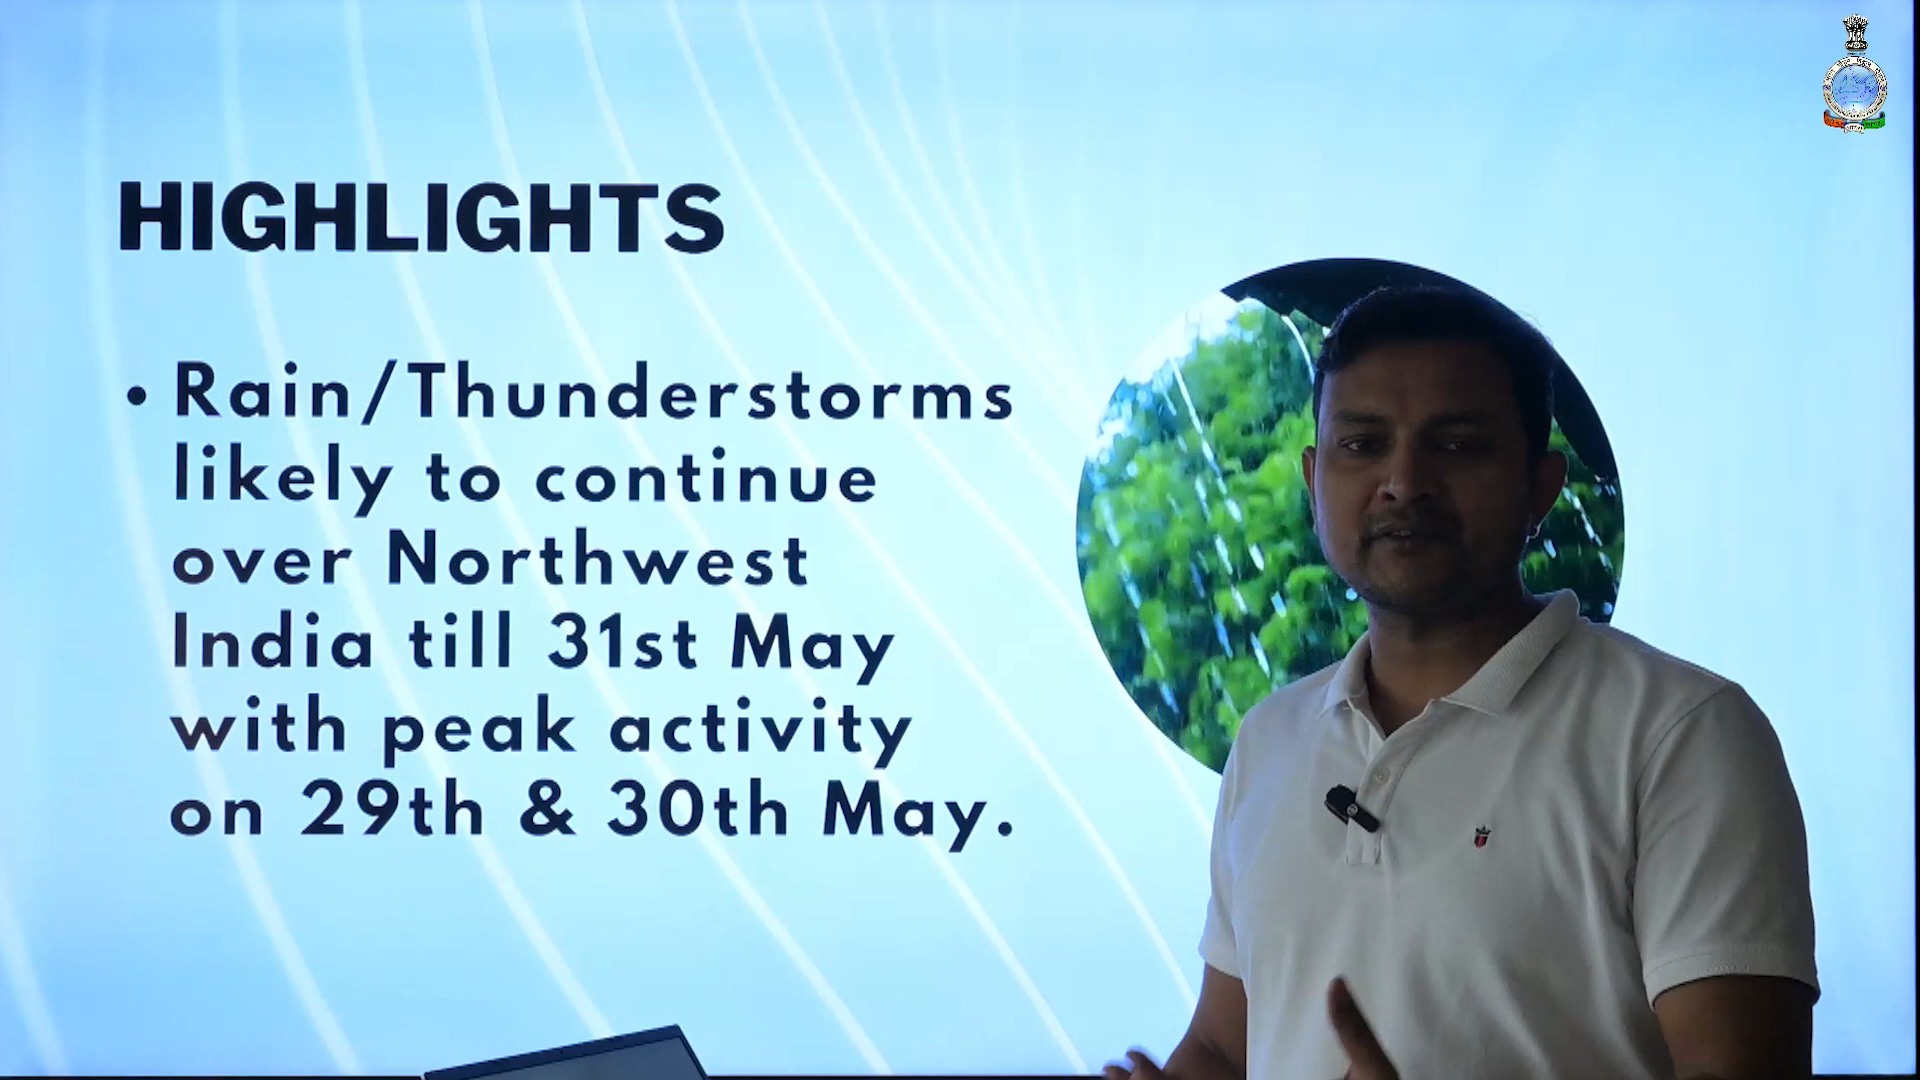 HIGHLIGHTS
• Rain/Thunderstorms
likely to continue
over Northwest
India till 31st May
with peak activity
on 29th & 30th May.